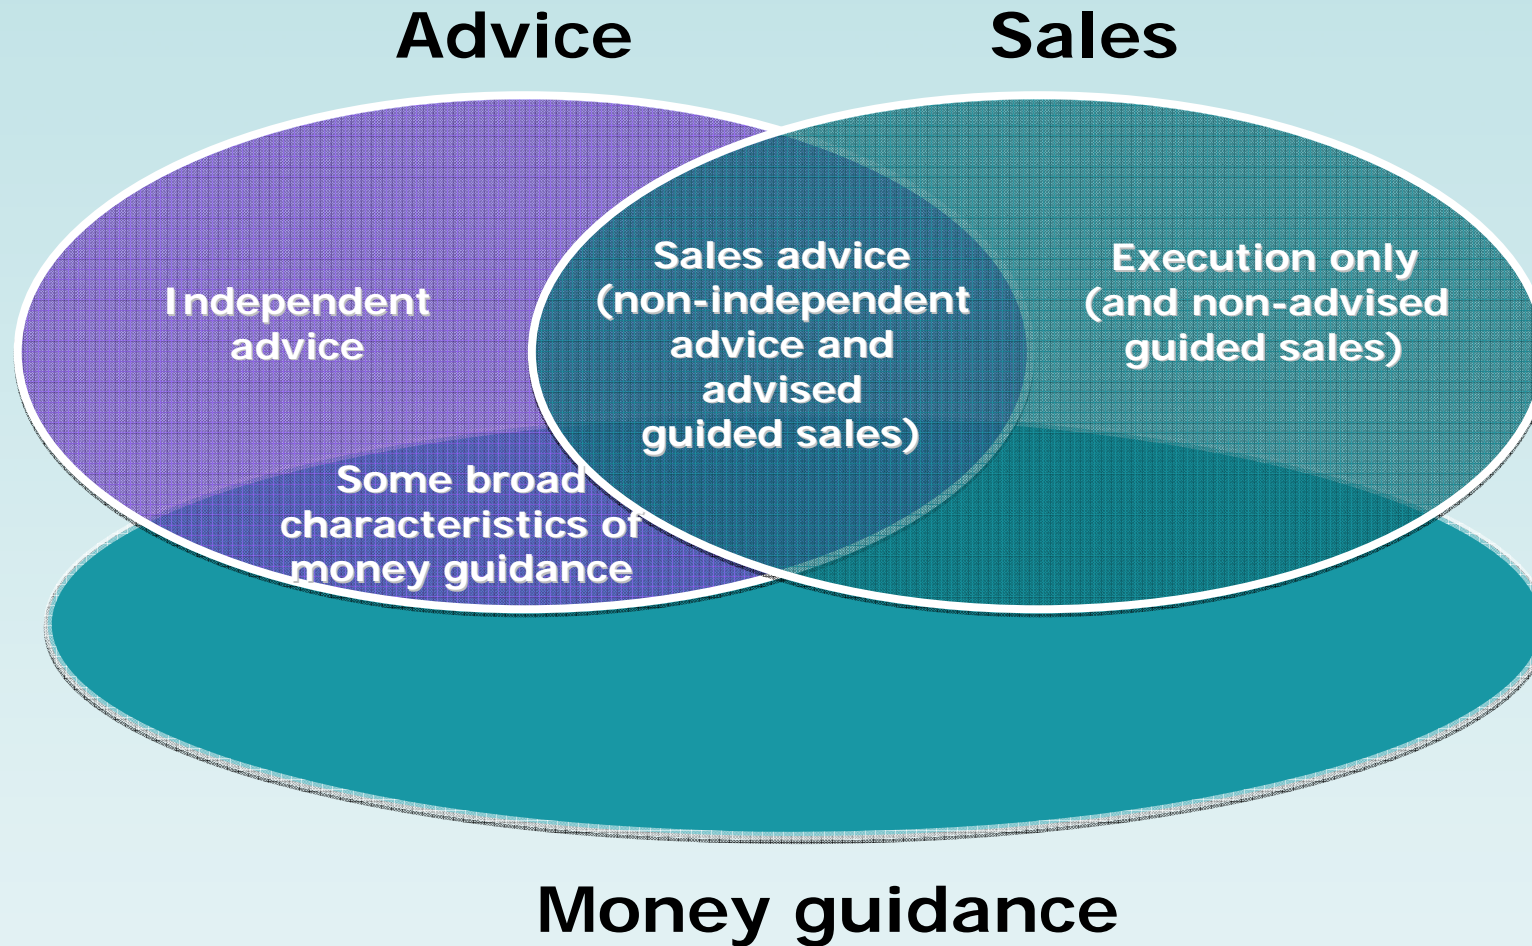 Advice
Sales
Independent
advice
Sales advice
(non-independent
advice and
advised
guided sales)
Execution only
(and non-advised
guided sales)
Some broad
characteristics of
money guidance
Money guidance